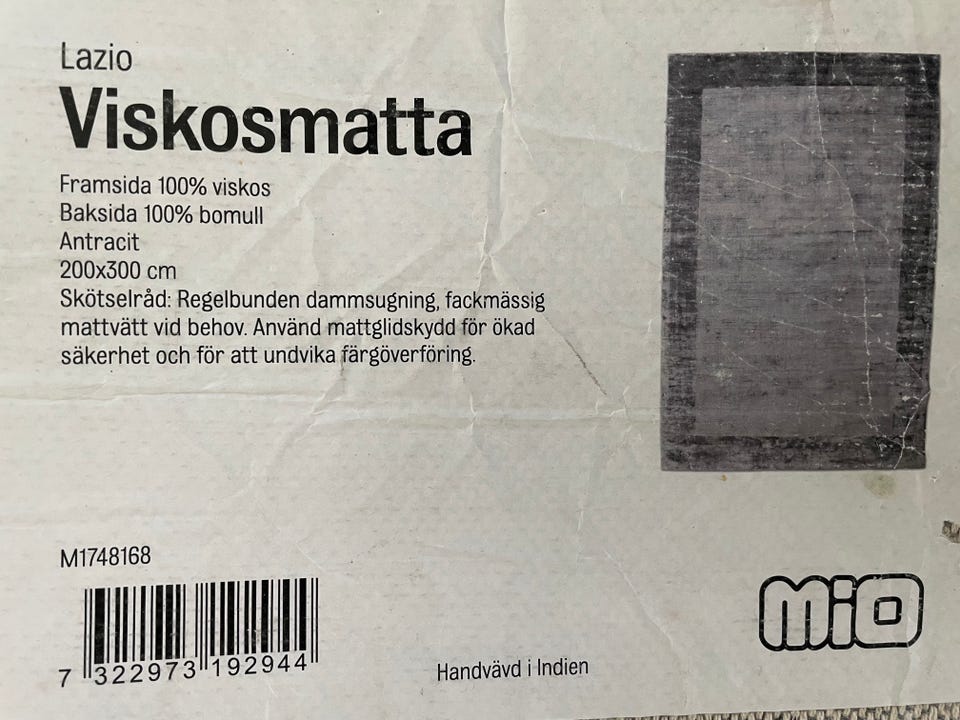 Lazio
Viskosmatta
Framsida 100% viskos
Baksida 100% bomull
Antracit
200x300 cm
Skötselråd: Regelbunden dammsugning, fackmässig
mattvätt vid behov. Använd mattglidskydd för ökad
säkerhet och för att undvika färgöverföring.
M1748168
7 322973 192944
Handvävd i Indien
mio